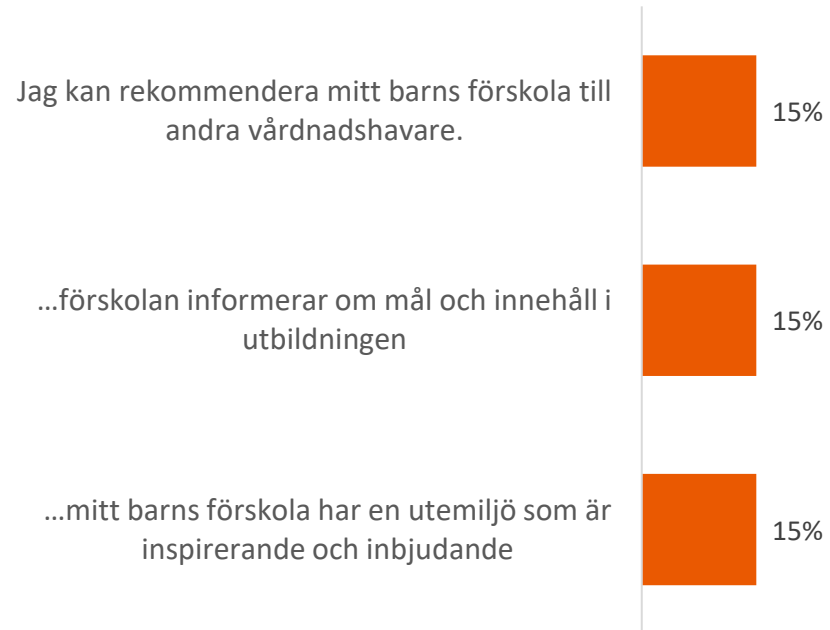 Jag kan rekommendera mitt barns förskola till
andra vårdnadshavare.
15%
...förskolan informerar om mål och innehåll i
utbildningen
15%
...mitt barns förskola har en utemiljö som är
inspirerande och inbjudande
15%